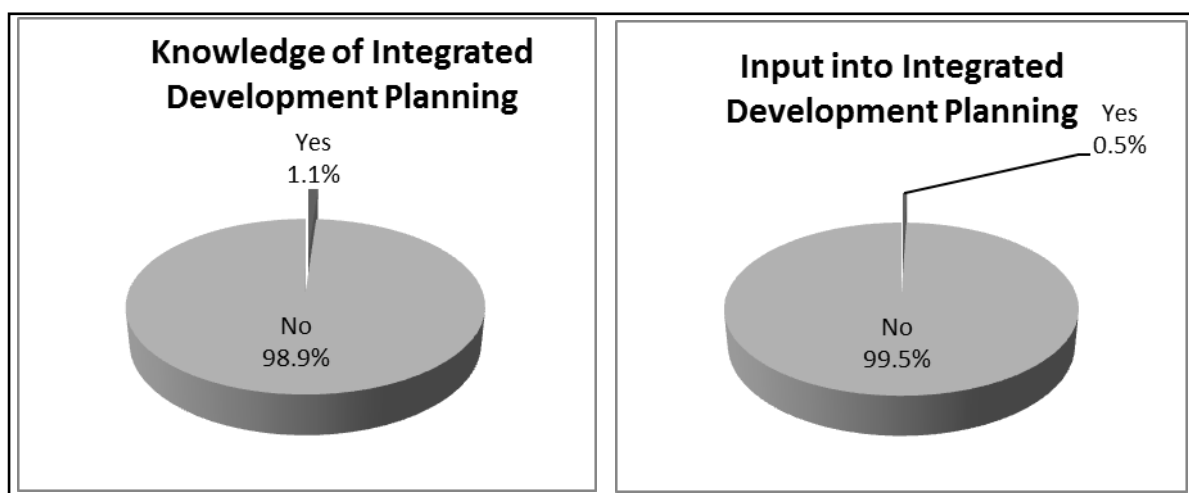 Knowledge of Integrated
Development Planning
Yes
1.1%
No
98.9%
Input into Integrated
Development Planning
Yes
0.5%
No
99.5%